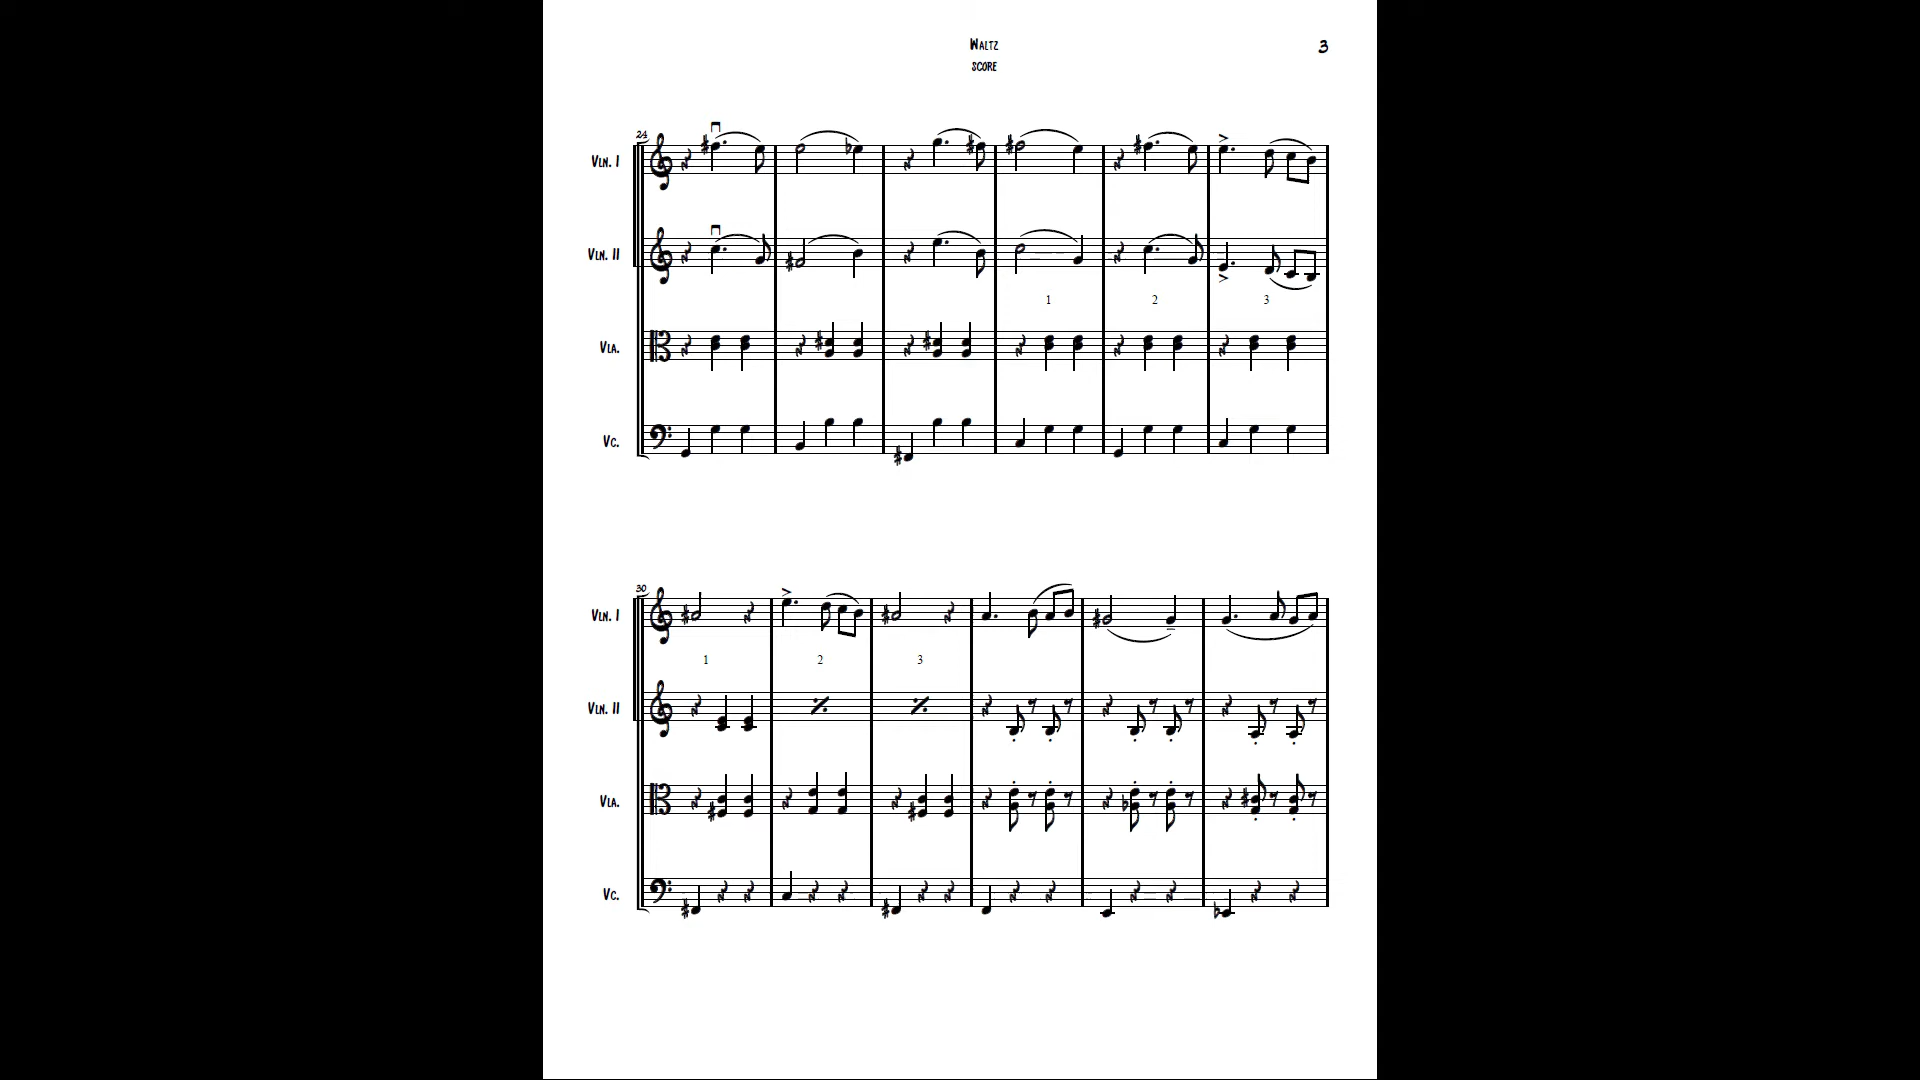 Waltz
3
score
24
Vln. I
Vln. II
1 2 3
Vla.
Vc.
30
Vln. I
1 2 3
Vln. II
Vla.
Vc.